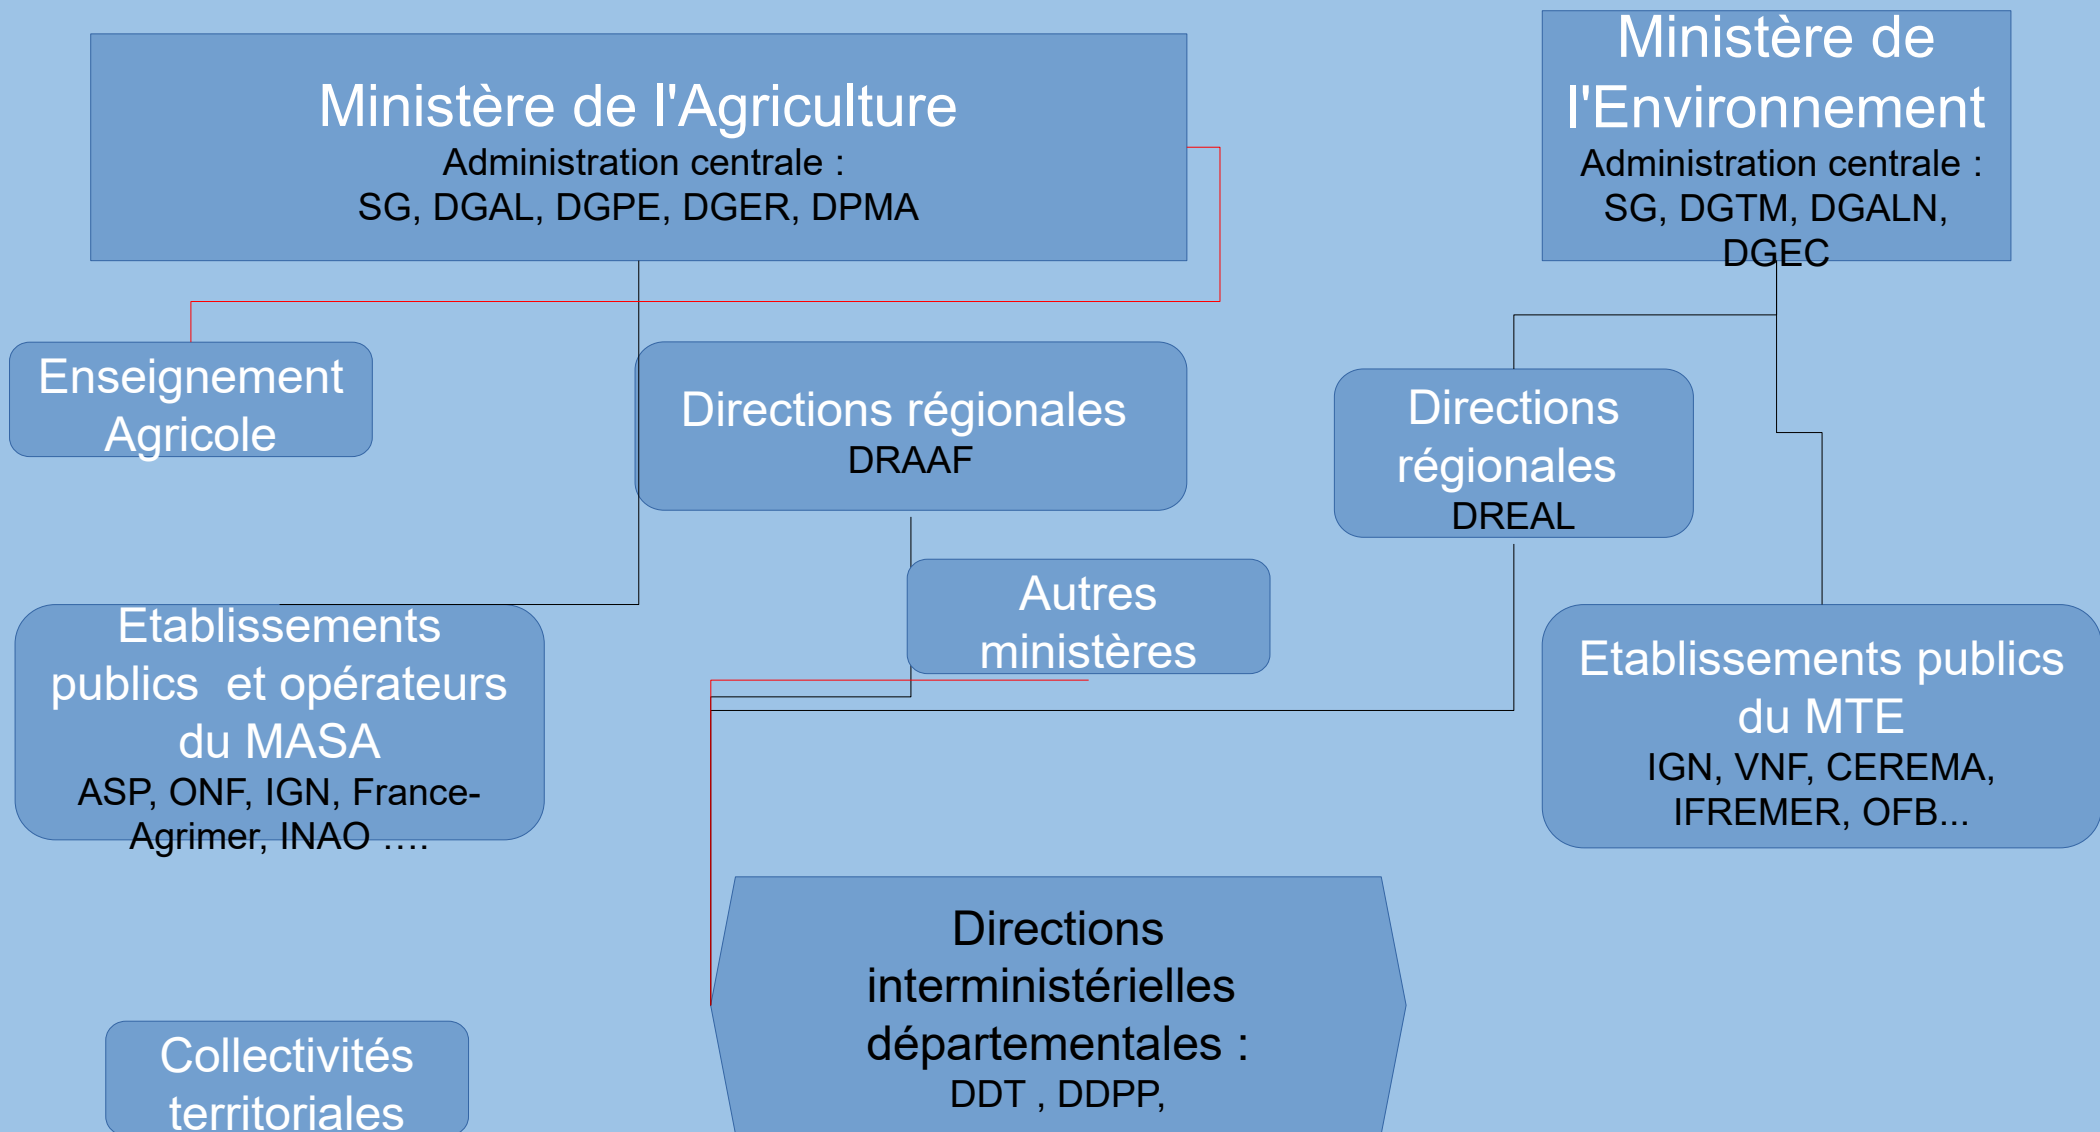 Ministère de l'Agriculture
Administration centrale :
SG, DGAL, DGPE, DGER, DPMA
Ministère de
l'Environnement
Administration centrale :
SG, DGTM, DGALN,
DGEC
Enseignement
Agricole
Directions régionales
DRAAF
Directions
régionales
DREAL
Autres
ministères
Etablissements
publics et opérateurs
du MASA
ASP, ONF, IGN, France-
Agrimer, INAO ....
Etablissements publics
du MTE
IGN, VNF, CEREMA,
IFREMER, OFB...
Directions
interministérielles
départementales :
DDT , DDPP,
Collectivités
territoriales